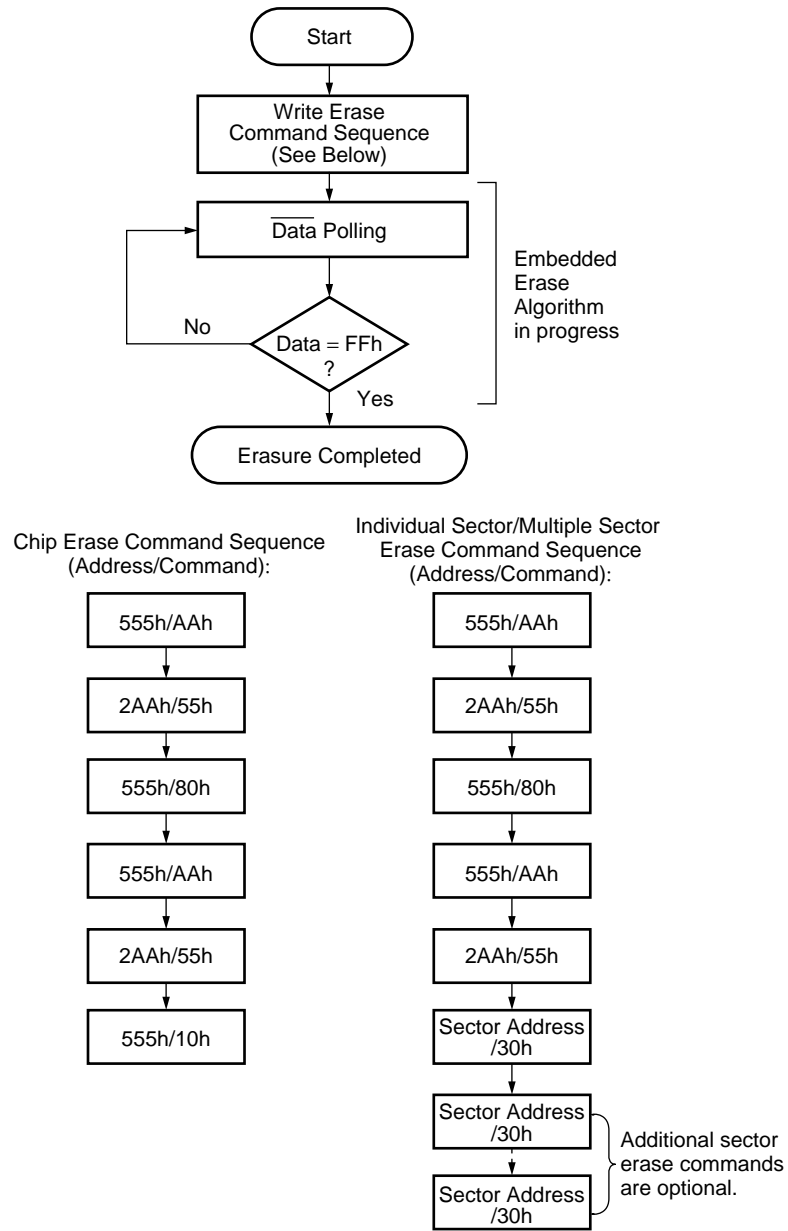 Start
Write Erase
Command Sequence
(See Below)
Data Polling
Embedded
Erase
Algorithm
in progress
No
Data = FFh
?
Yes
Erasure Completed
Chip Erase Command Sequence
(Address/Command):
555h/AAh
2AAh/55h
555h/80h
555h/AAh
2AAh/55h
555h/10h
Individual Sector/Multiple Sector
Erase Command Sequence
(Address/Command):
555h/AAh
2AAh/55h
555h/80h
555h/AAh
2AAh/55h
Sector Address
/30h
Sector Address
/30h
Sector Address
/30h
Additional sector
erase commands
are optional.